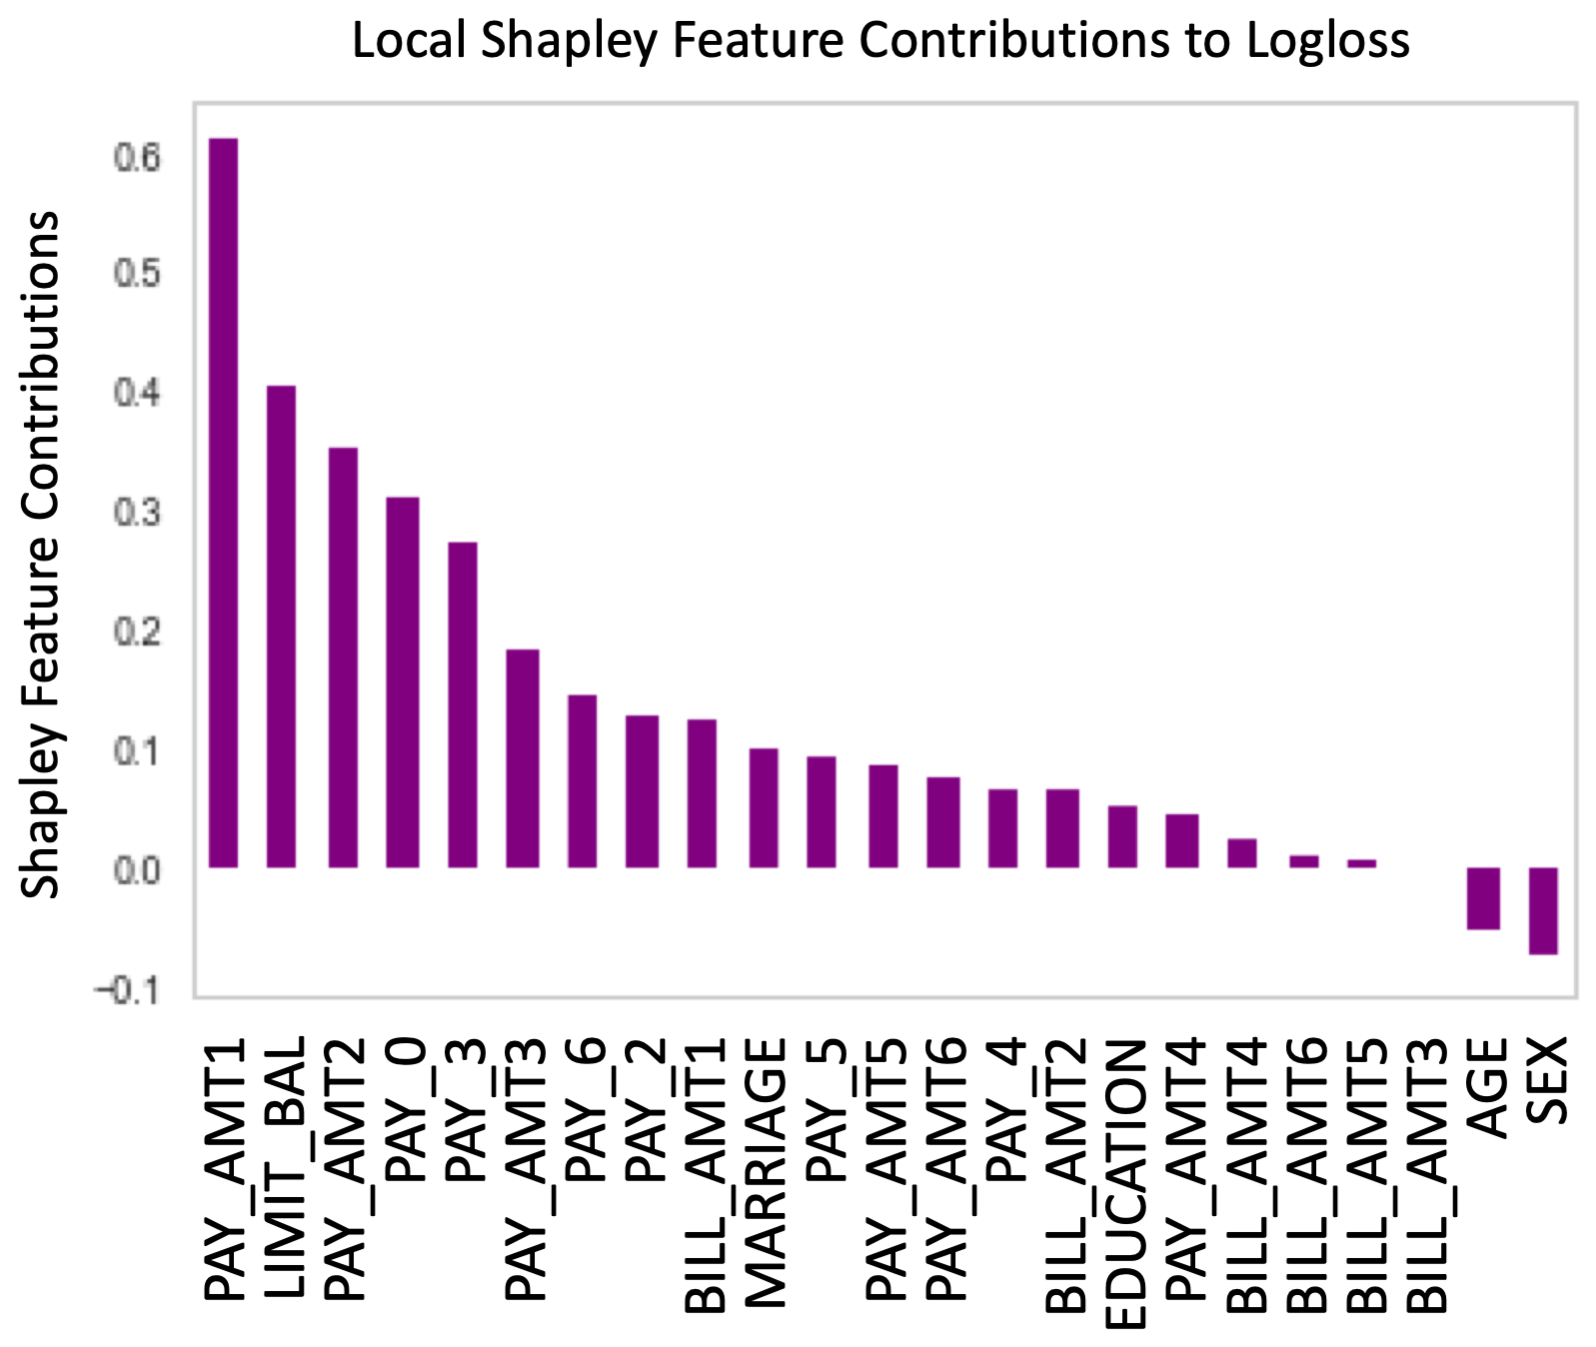 Local Shapley Feature Contributions to Logloss
Shapley Feature Contributions
0.6
0.5
0.4
0.3
0.2
0.1
0.0
−0.1
PAY_AMT1
LIMIT_BAL
PAY_AMT2
PAY_0
PAY_3
PAY_AMT3
PAY_6
PAY_2
BILL_AMT1
MARRIAGE
PAY_5
PAY_AMT5
PAY_AMT6
PAY_4
BILL_AMT2
EDUCATION
PAY_AMT4
BILL_AMT4
BILL_AMT6
BILL_AMT5
BILL_AMT3
AGE
SEX